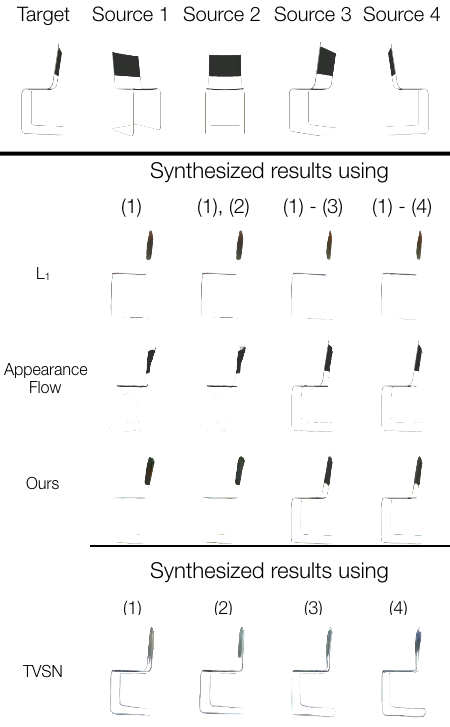 Target Source 1 Source 2 Source 3 Source 4
Synthesized results using
(1) (1), (2) (1) - (3) (1) - (4)
L₁
Appearance
Flow
Ours
Synthesized results using
(1) (2) (3) (4)
TVSN